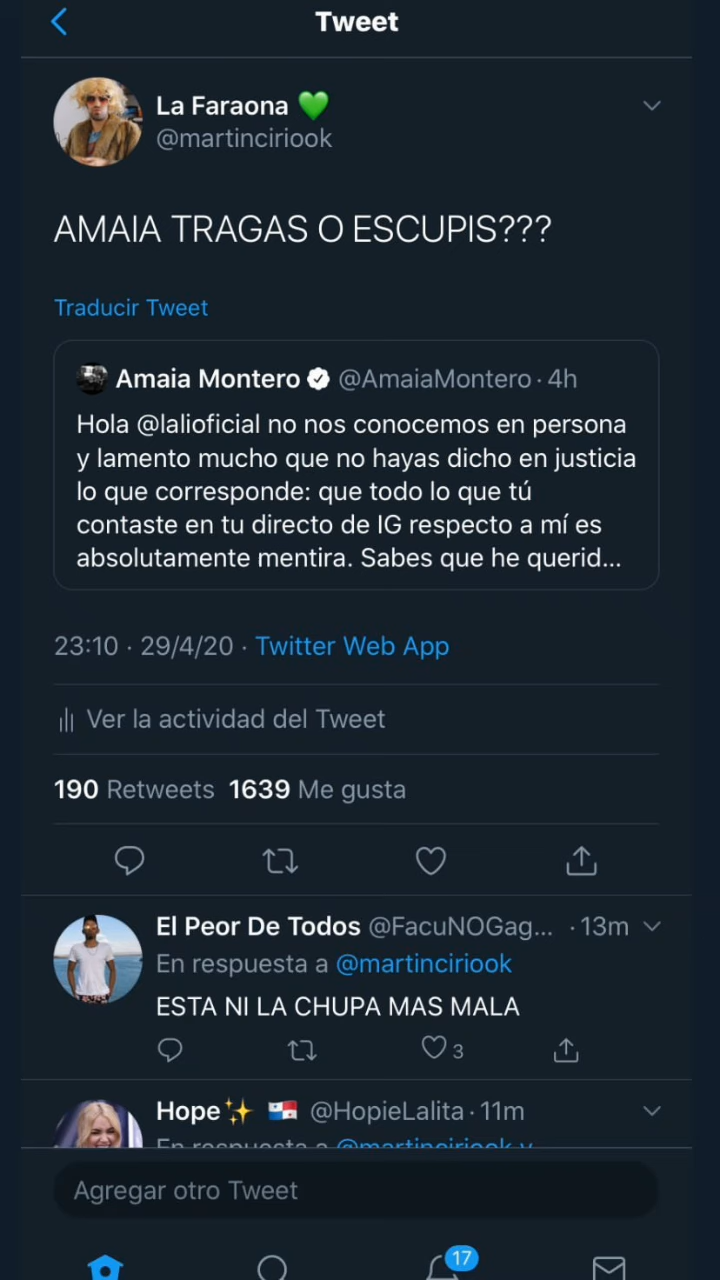 Tweet
La Faraona 💚
@martinciriook
AMAIA TRAGAS O ESCUPIS???
Traducir Tweet
Amaia Montero @AmaiaMontero · 4h
Hola @lalioficial no nos conocemos en persona
y lamento mucho que no hayas dicho en justicia
lo que corresponde: que todo lo que tú
contaste en tu directo de IG respecto a mí es
absolutamente mentira. Sabes que he querid...
23:10 · 29/4/20 · Twitter Web App
Ver la actividad del Tweet
190 Retweets 1639 Me gusta
El Peor De Todos @FacuNOGag... · 13m
En respuesta a @martinciriook
ESTA NI LA CHUPA MAS MALA
3
Hope✨ 🇵🇦 @HopieLalita · 11m
En respuesta a @martinciriook y
Agregar otro Tweet
17